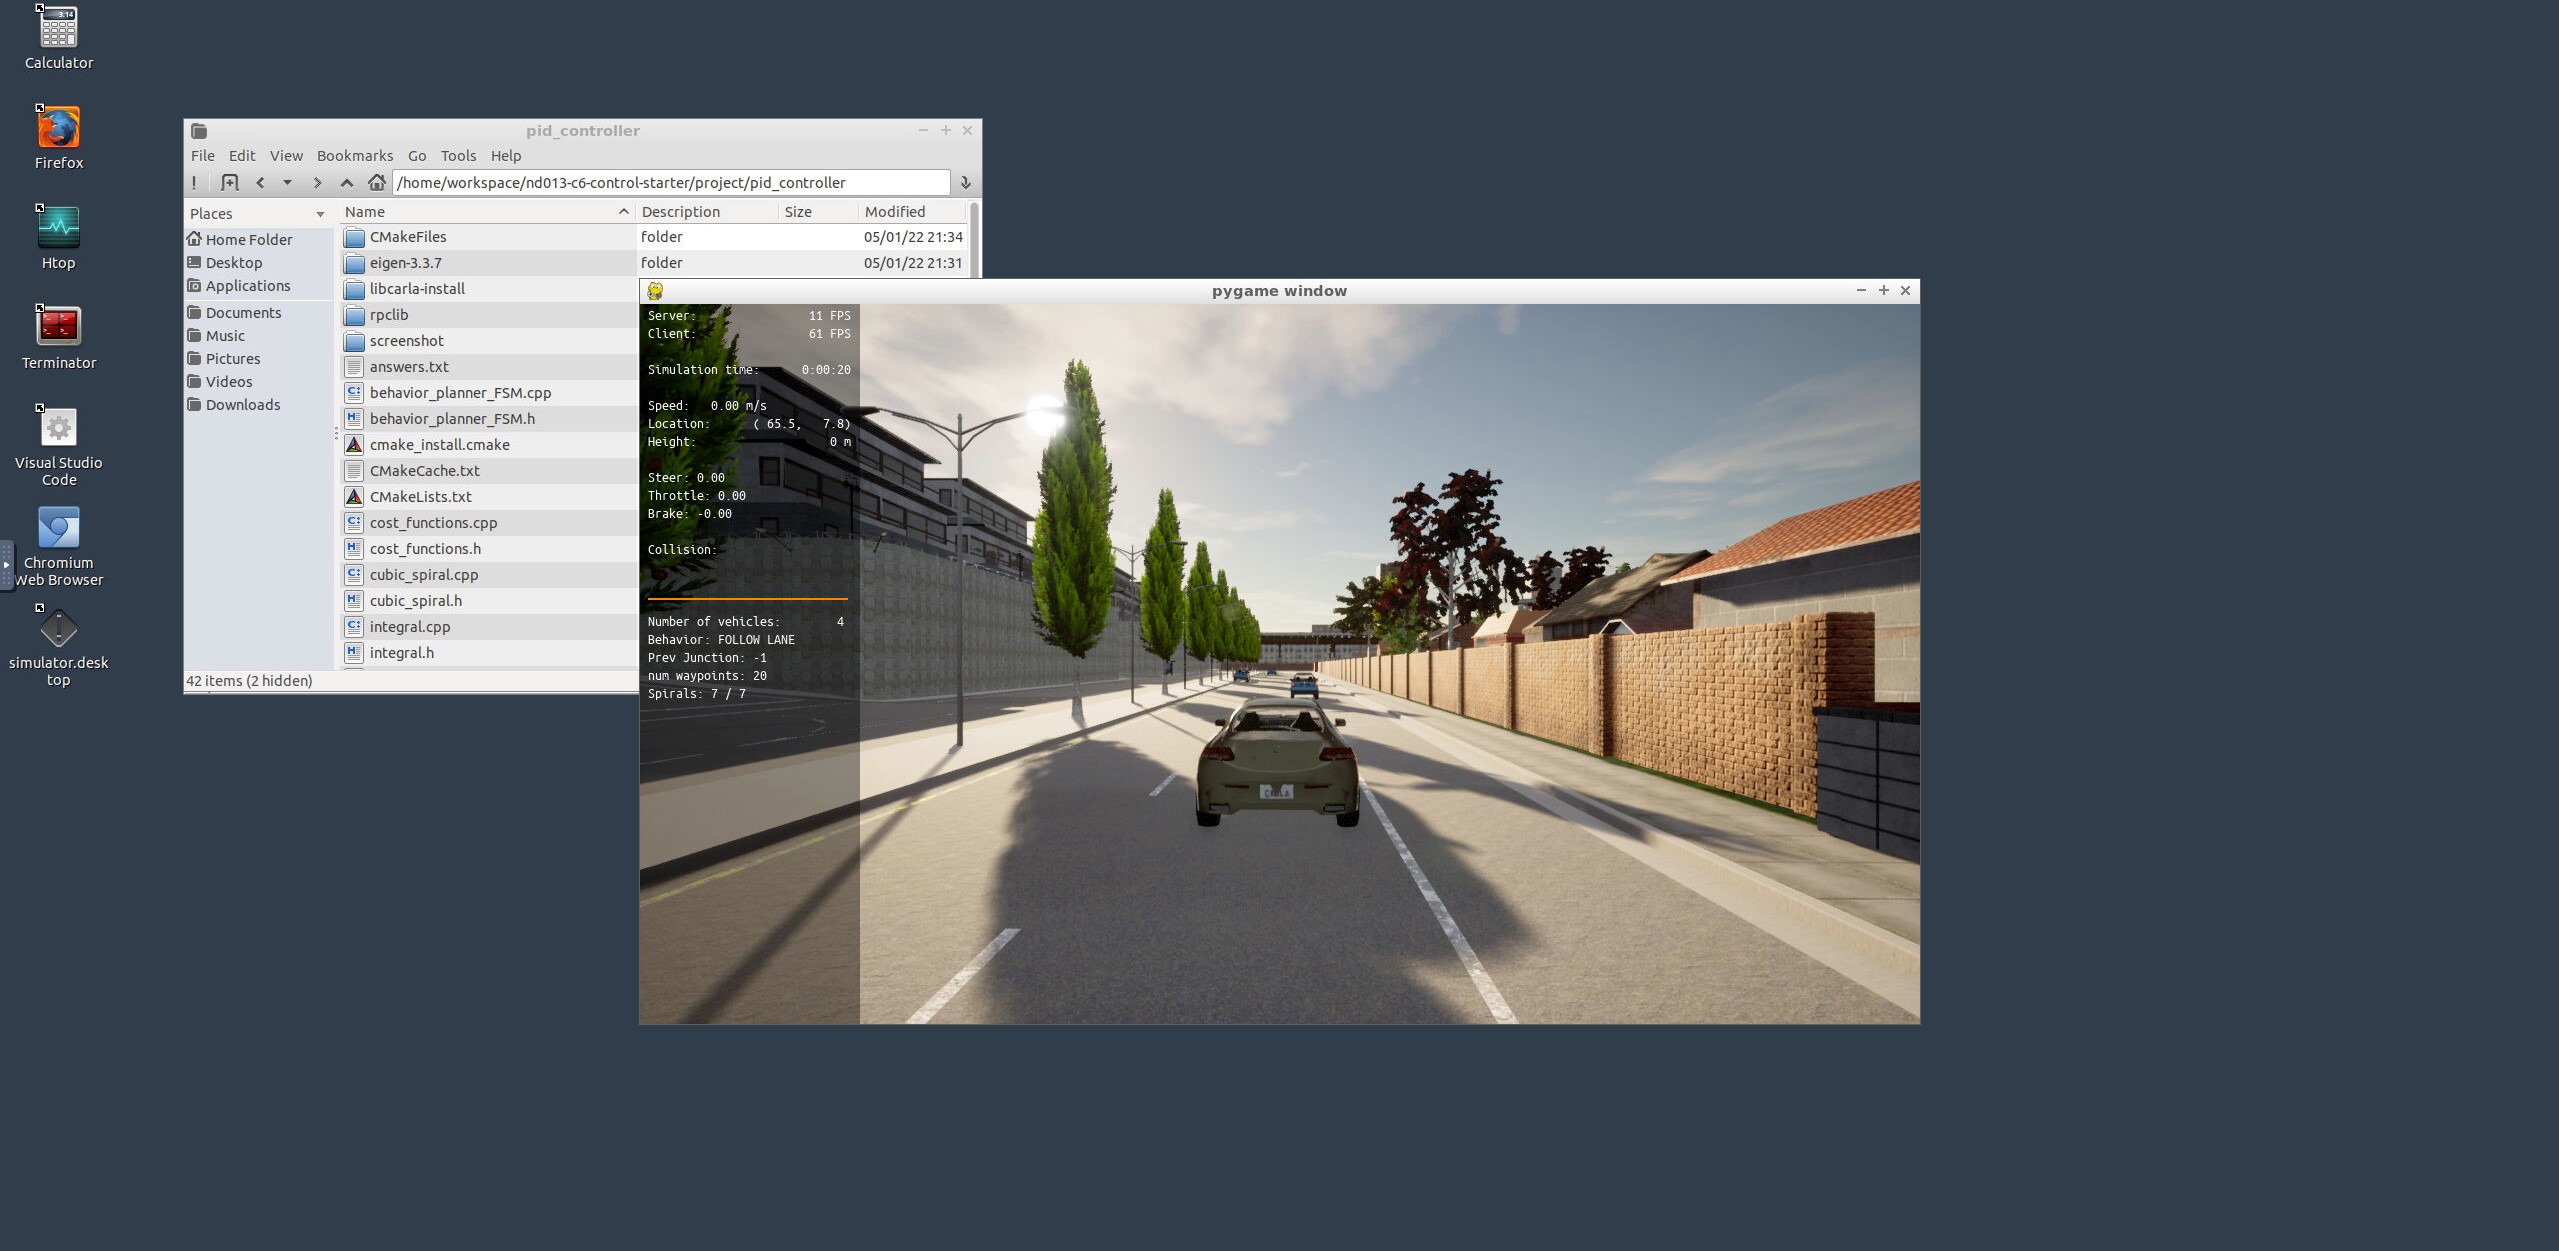 Calculator
Firefox
Htop
Terminator
Visual Studio
Code
Chromium
Web Browser
simulator.desk
top
pid_controller
File Edit View Bookmarks Go Tools Help
/home/workspace/nd013-c6-control-starter/project/pid_controller
Places
Home Folder
Desktop
Applications
Documents
Music
Pictures
Videos
Downloads
Name Description Size Modified
CMakeFiles folder 05/01/22 21:34
eigen-3.3.7 folder 05/01/22 21:31
libcarla-install
rpclib
screenshot
answers.txt
behavior_planner_FSM.cpp
behavior_planner_FSM.h
cmake_install.cmake
CMakeCache.txt
CMakeLists.txt
cost_functions.cpp
cost_functions.h
cubic_spiral.cpp
cubic_spiral.h
integral.cpp
integral.h
42 items (2 hidden)
pygame window
Server: 11 FPS
Client: 61 FPS
Simulation time: 0:00:20
Speed: 0.00 m/s
Location: ( 65.5, 7.8)
Height: 0 m
Steer: 0.00
Throttle: 0.00
Brake: -0.00
Collision:
Number of vehicles: 4
Behavior: FOLLOW LANE
Prev Junction: -1
num waypoints: 20
Spirals: 7 / 7